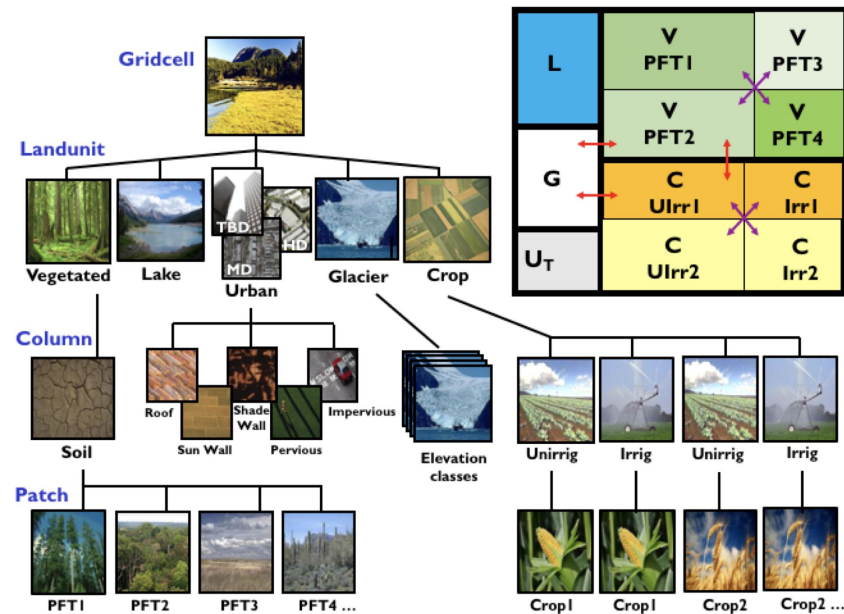 Gridcell
Landunit
TBD
HD
MD
Vegetated
Lake
Urban
Glacier
Crop
Column
Soil
Roof
Sun Wall
Shade
Wall
Pervious
Impervious
Elevation
classes
Unirrig
Irrig
Unirrig
Irrig
Patch
PFT1
PFT2
PFT3
PFT4 ...
Crop1
Crop1
Crop2
Crop2 ...
L
G
UT
V
PFT1
V
PFT3
V
PFT2
V
PFT4
C
UIrr1
C
Irr1
C
UIrr2
C
Irr2